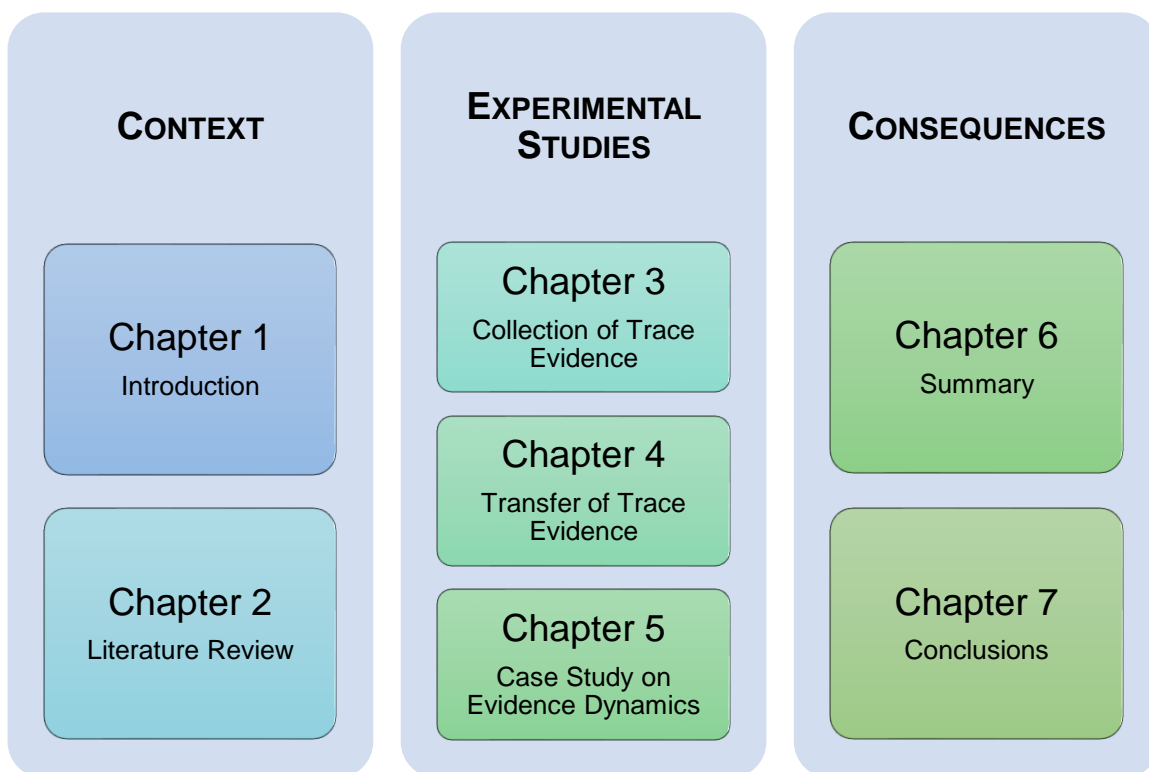 CONTEXT
Chapter 1
Introduction
Chapter 2
Literature Review
EXPERIMENTAL
STUDIES
Chapter 3
Collection of Trace
Evidence
Chapter 4
Transfer of Trace
Evidence
Chapter 5
Case Study on
Evidence Dynamics
CONSEQUENCES
Chapter 6
Summary
Chapter 7
Conclusions